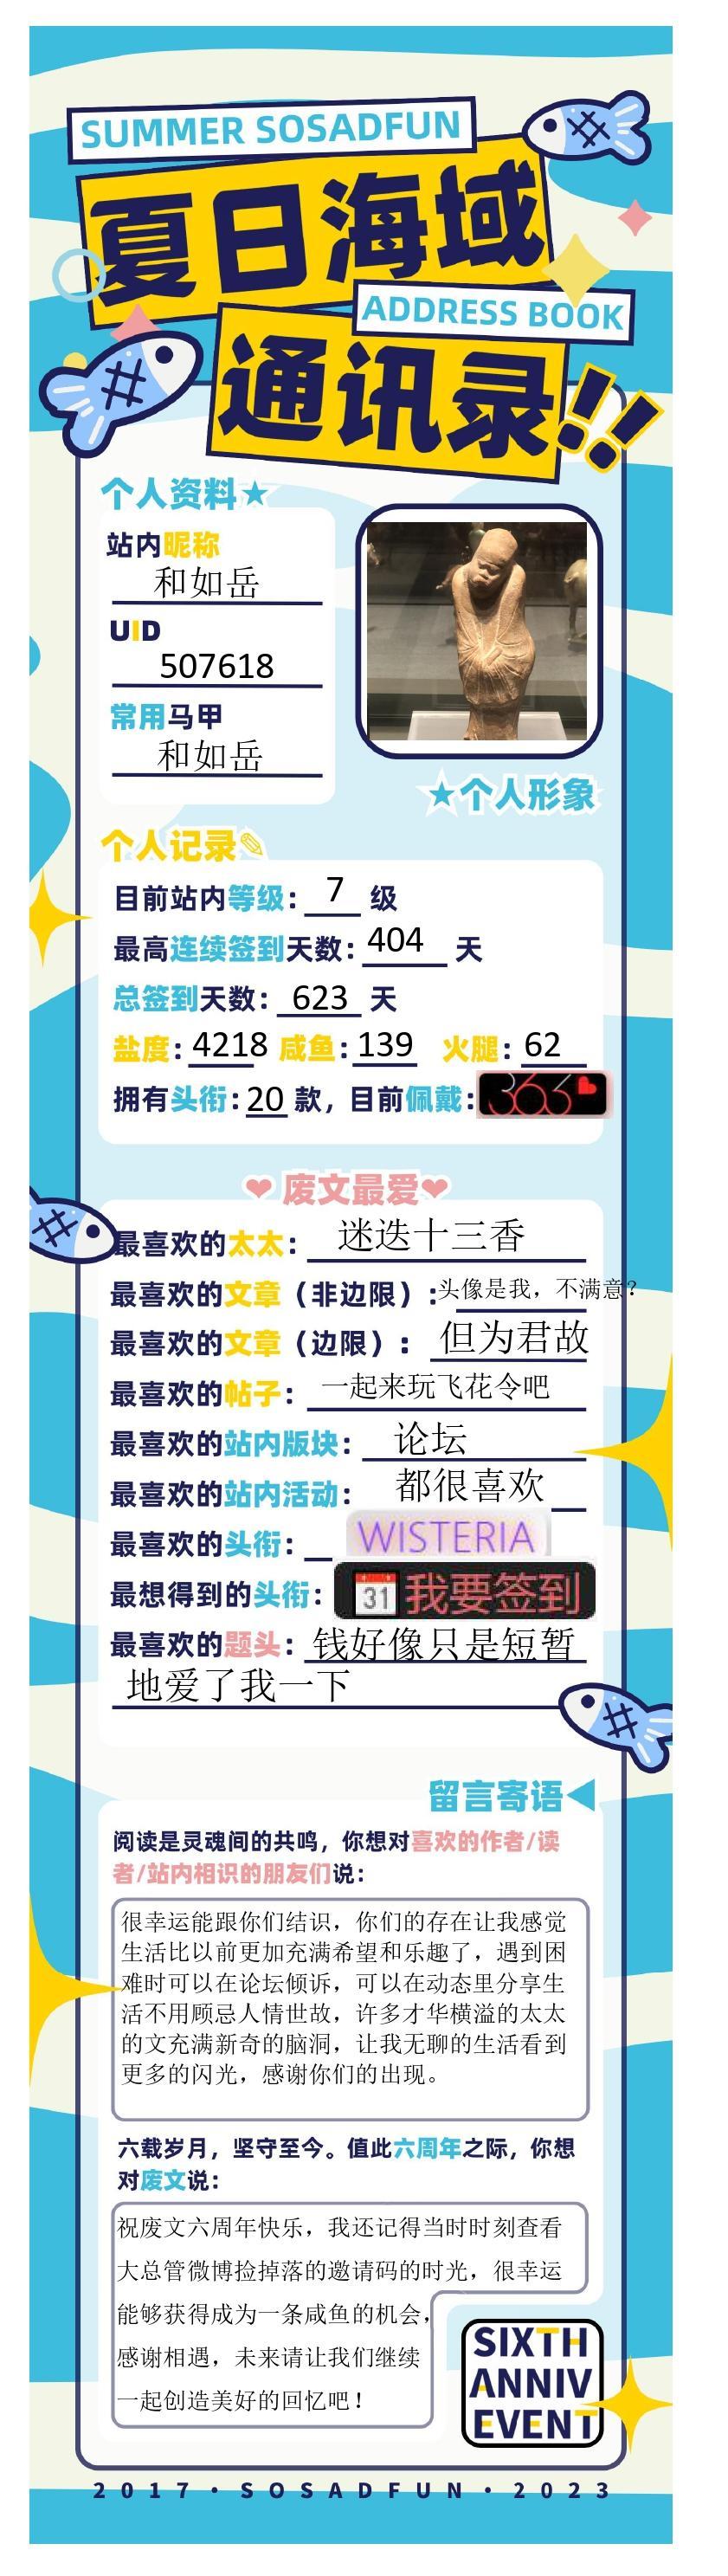 SUMMER SOSADFUN
夏日海域
ADDRESS BOOK
通讯录!!
个人资料★
站内昵称
和如岳
UID
507618
常用马甲
和如岳
★个人形象
个人记录✎
目前站内等级：7 级
最高连续签到天数：404 天
总签到天数：623 天
盐度：4218 咸鱼：139 火腿：62
拥有头衔：20 款，目前佩戴：363❤
❤废文最爱❤
最喜欢的太太：迷迭十三香
最喜欢的文章（非边限）：头像是我，不满意？
最喜欢的文章（边限）：但为君故
最喜欢的帖子：一起来玩飞花令吧
最喜欢的站内版块：论坛
最喜欢的站内活动：都很喜欢
最喜欢的头衔：WISTERIA
最想得到的头衔：31 我要签到
最喜欢的题头：钱好像只是短暂
地爱了我一下
留言寄语◀
阅读是灵魂间的共鸣，你想对喜欢的作者/读
者/站内相识的朋友们说：
很幸运能跟你们结识，你们的存在让我感觉
生活比以前更加充满希望和乐趣了，遇到困
难时可以在论坛倾诉，可以在动态里分享生
活不用顾忌人情世故，许多才华横溢的太太
的文充满新奇的脑洞，让我无聊的生活看到
更多的闪光，感谢你们的出现。
六载岁月，坚守至今。值此六周年之际，你想
对废文说：
祝废文六周年快乐，我还记得当时时刻查看
大总管微博捡掉落的邀请码的时光，很幸运
能够获得成为一条咸鱼的机会，
感谢相遇，未来请让我们继续
一起创造美好的回忆吧！
SIXTH
ANNIV
EVENT
2017·SOSADFUN·2023